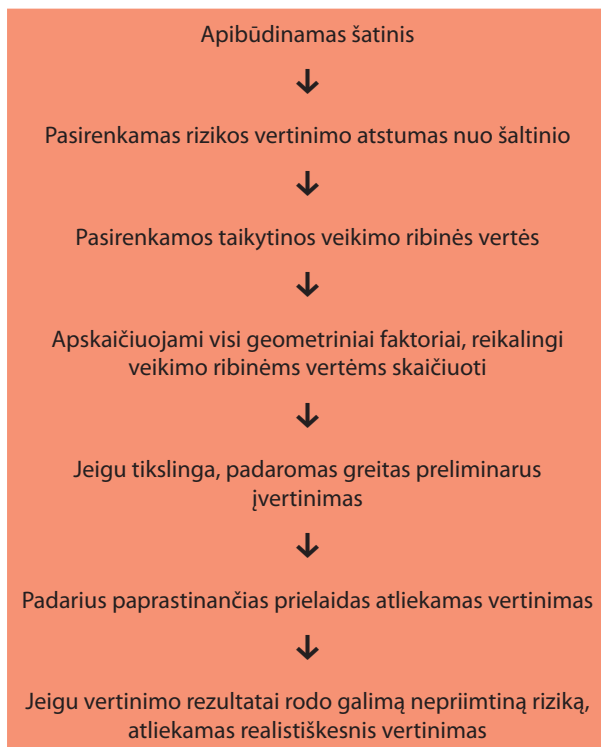 Apibūdinamas šatinis
↓
Pasirenkamas rizikos vertinimo atstumas nuo šaltinio
↓
Pasirenkamos taikytinos veikimo ribinės vertės
↓
Apskaičiuojami visi geometriniai faktoriai, reikalingi
veikimo ribinėms vertėms skaičiuoti
↓
Jeigu tikslinga, padaromas greitas preliminarus
įvertinimas
↓
Padarius paprastinančias prielaidas atliekamas vertinimas
↓
Jeigu vertinimo rezultatai rodo galimą nepriimtiną riziką,
atliekamas realistiškesnis vertinimas